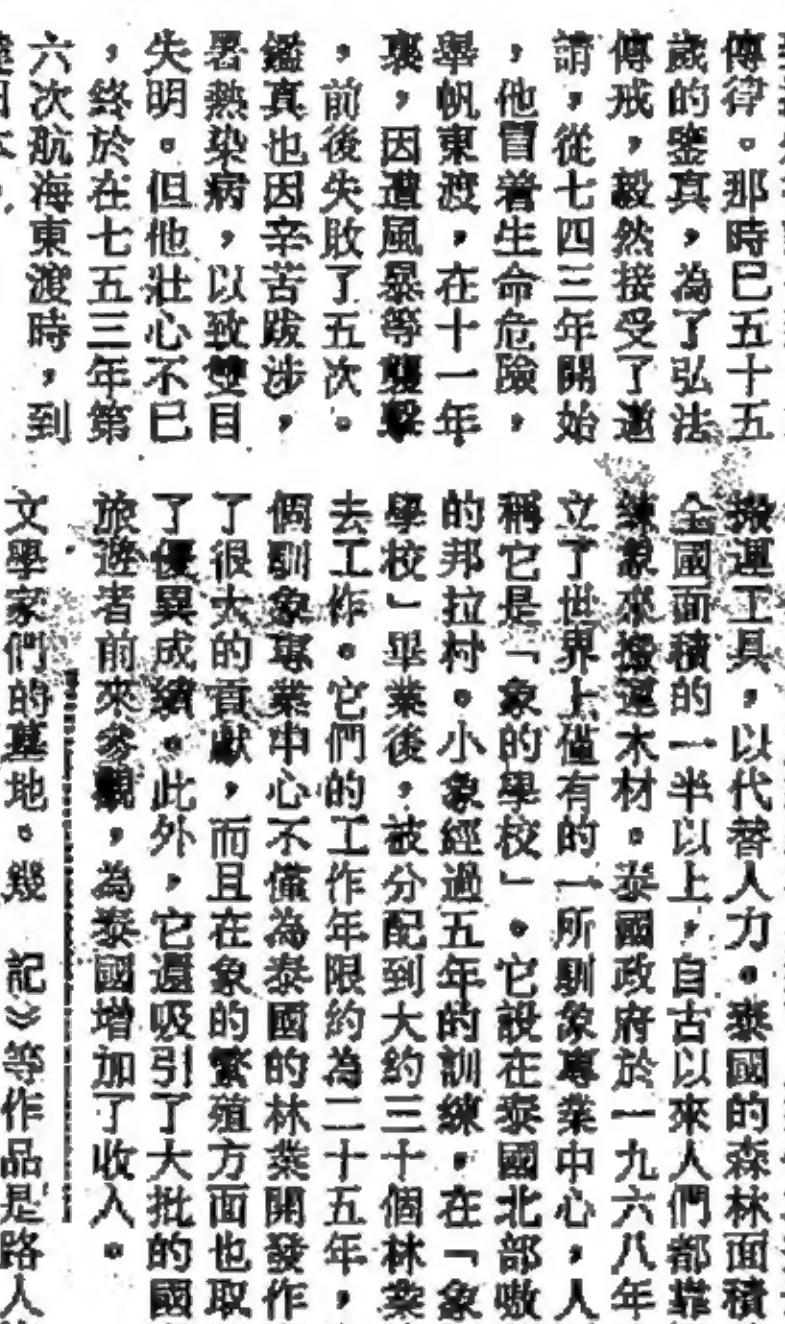 傳律。那時已五十五
歲的鑒真,為了弘法
傳戒,毅然接受了邀
請,從七四三年開始
,他冒着生命危險,
舉帆東渡,在十一年
裏,因遭風暴等襲擊
,前後失敗了五次。
鑑真也因辛苦跋涉,
暑熱染病,以致雙目
失明。但他壯心不已
,終於在七五三年第
六次航海東渡時,到
搬運工具,以代替人力。泰國的森林面積
全國面積的一半以上,自古以來人們都靠
練象來搬運木材。泰國政府於一九六八年
立了世界上僅有的一所馴象專業中心,人
稱它是「象的學校」。它設在泰國北部嗷
的邦拉村。小象經過五年的訓練,在「象
學校」畢業後,被分配到大約三十個林業
去工作。它們的工作年限約為二十五年,
個馴象專業中心不僅為泰國的林業開發作
了很大的貢獻,而且在象的繁殖方面也取
了優異成績。此外,它還吸引了大批的國
旅遊者前來參觀,為泰國增加了收入。
文學家們的墓地。幾
記》等作品是路人